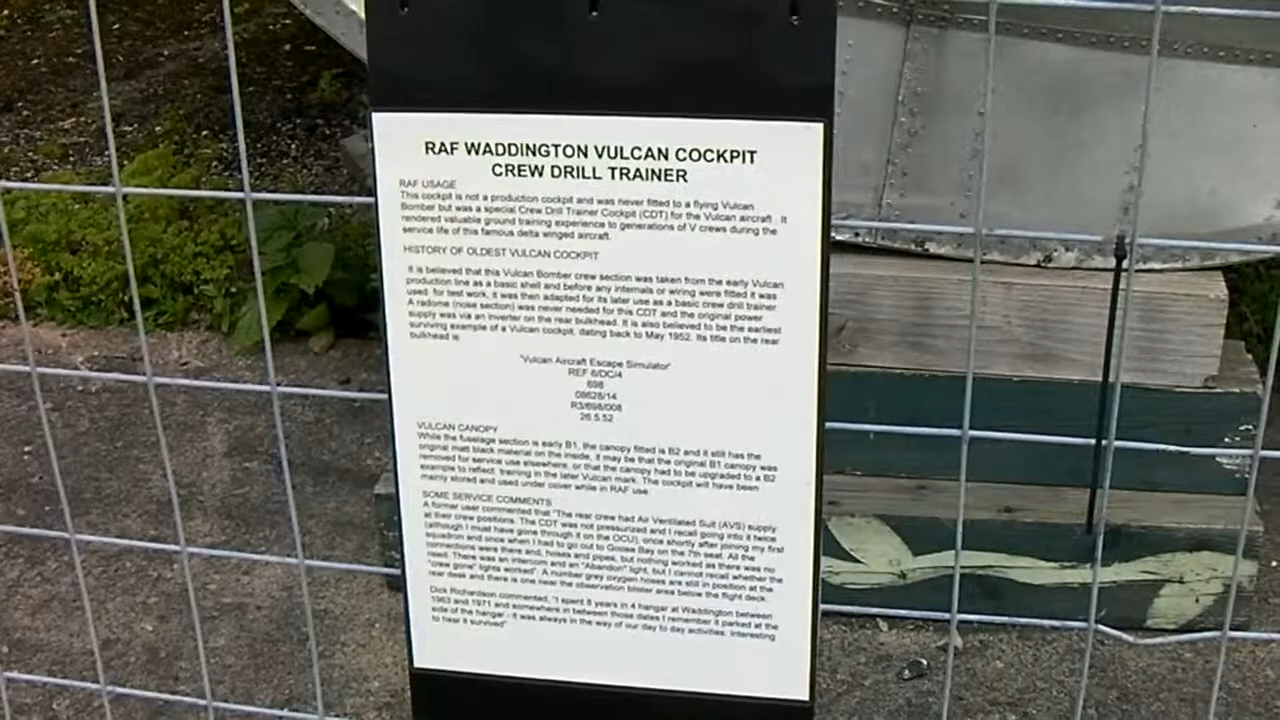 RAF WADDINGTON VULCAN COCKPIT
CREW DRILL TRAINER
RAF USAGE
This cockpit is not a production cockpit and was never fitted to a flying Vulcan
Bomber but was a special Crew Drill Trainer Cockpit (CDT) for the Vulcan aircraft . It
rendered valuable ground training experience to generations of V crews during the
service life of this famous delta winged aircraft.
HISTORY OF OLDEST VULCAN COCKPIT
It is believed that this Vulcan Bomber crew section was taken from the early Vulcan
production line as a basic shell and before any internals or wiring were fitted it was
used for test work, it was then adapted for its later use as a basic crew drill trainer
A radome (nose section) was never needed for this CDT and the original power
supply was via an inverter on the rear bulkhead. It is also believed to be the earliest
surviving example of a Vulcan cockpit, dating back to May 1952. Its title on the rear
bulkhead is
"Vulcan Aircraft Escape Simulator"
REF 6/DC/4
698
08628/14
R3/698/008
26.5.52
VULCAN CANOPY
While the fuselage section is early B1, the canopy fitted is B2 and it still has the
original matt black material on the inside, it may be that the original B1 canopy was
removed for service use elsewhere, or that the canopy had to be upgraded to a B2
example to reflect training in the later Vulcan mark. The cockpit will have been
mainly stored and used under cover while in RAF use
SOME SERVICE COMMENTS
A former user commented that "The rear crew had Air Ventilated Suit (AVS) supply
at their crew positions. The CDT was not pressurized and I recall going into it twice
(although I must have gone through it on the OCU), once shortly after joining my first
squadron and once when I had to go out to Goose Bay on the 7th seat. All the
connections were there and, hoses and pipes, but nothing worked as there was no
need. There was an intercom and an "Abandon" light, but I cannot recall whether the
"crew gone" lights worked". A number grey oxygen hoses are still in position at the
rear desk and there is one near the observation blister area below the flight deck.
Dick Richardson commented, "I spent 8 years in 4 hangar at Waddington between
1963 and 1971 and somewhere in between those dates I remember it parked at the
side of the hangar - it was always in the way of our day to day activities. Interesting
to hear it survived"